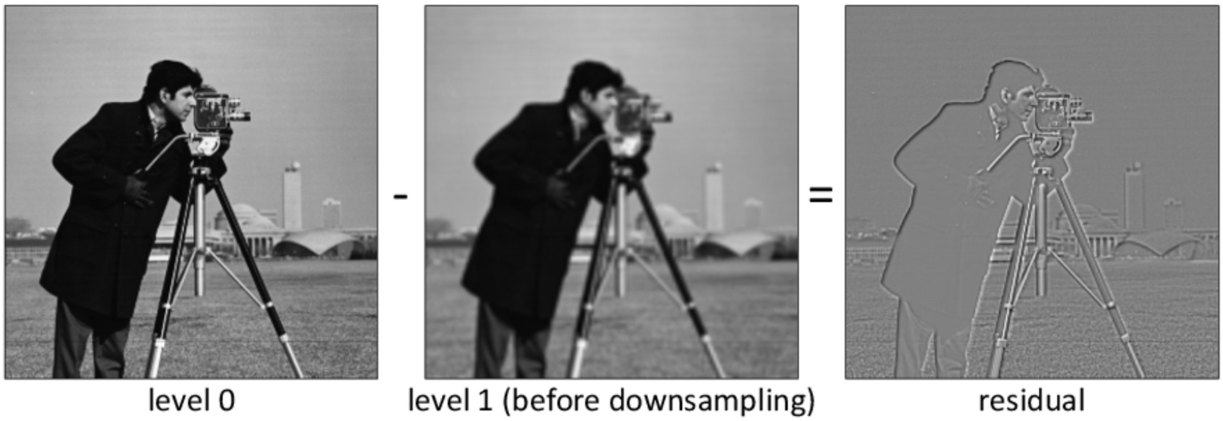 - =
level 0 level 1 (before downsampling) residual